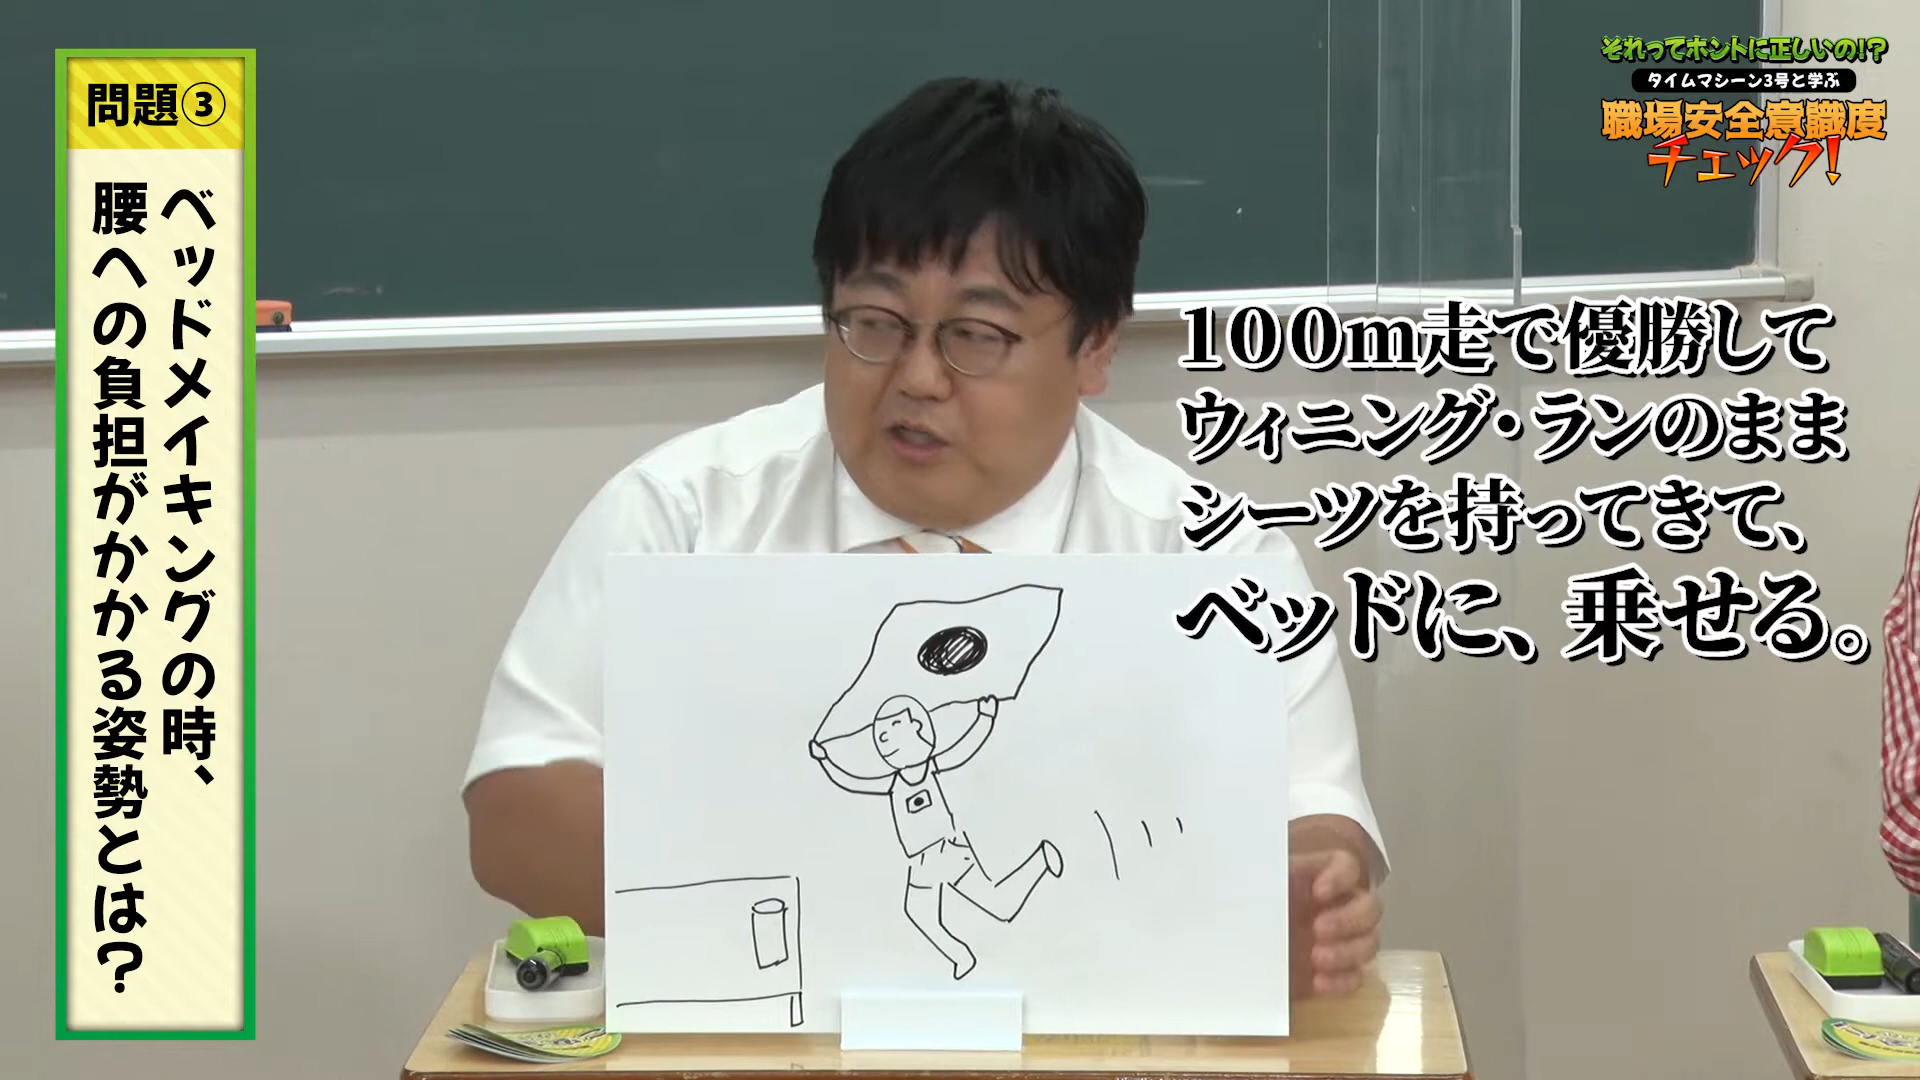 問題③
ベッドメイキングの時、
腰への負担がかかる姿勢とは?
それってホントに正しいの!?
タイムマシーン3号と学ぶ
職場安全意識度
チェック!
100m走で優勝して
ウィニング・ランのまま
シーツを持ってきて、
ベッドに、乗せる。